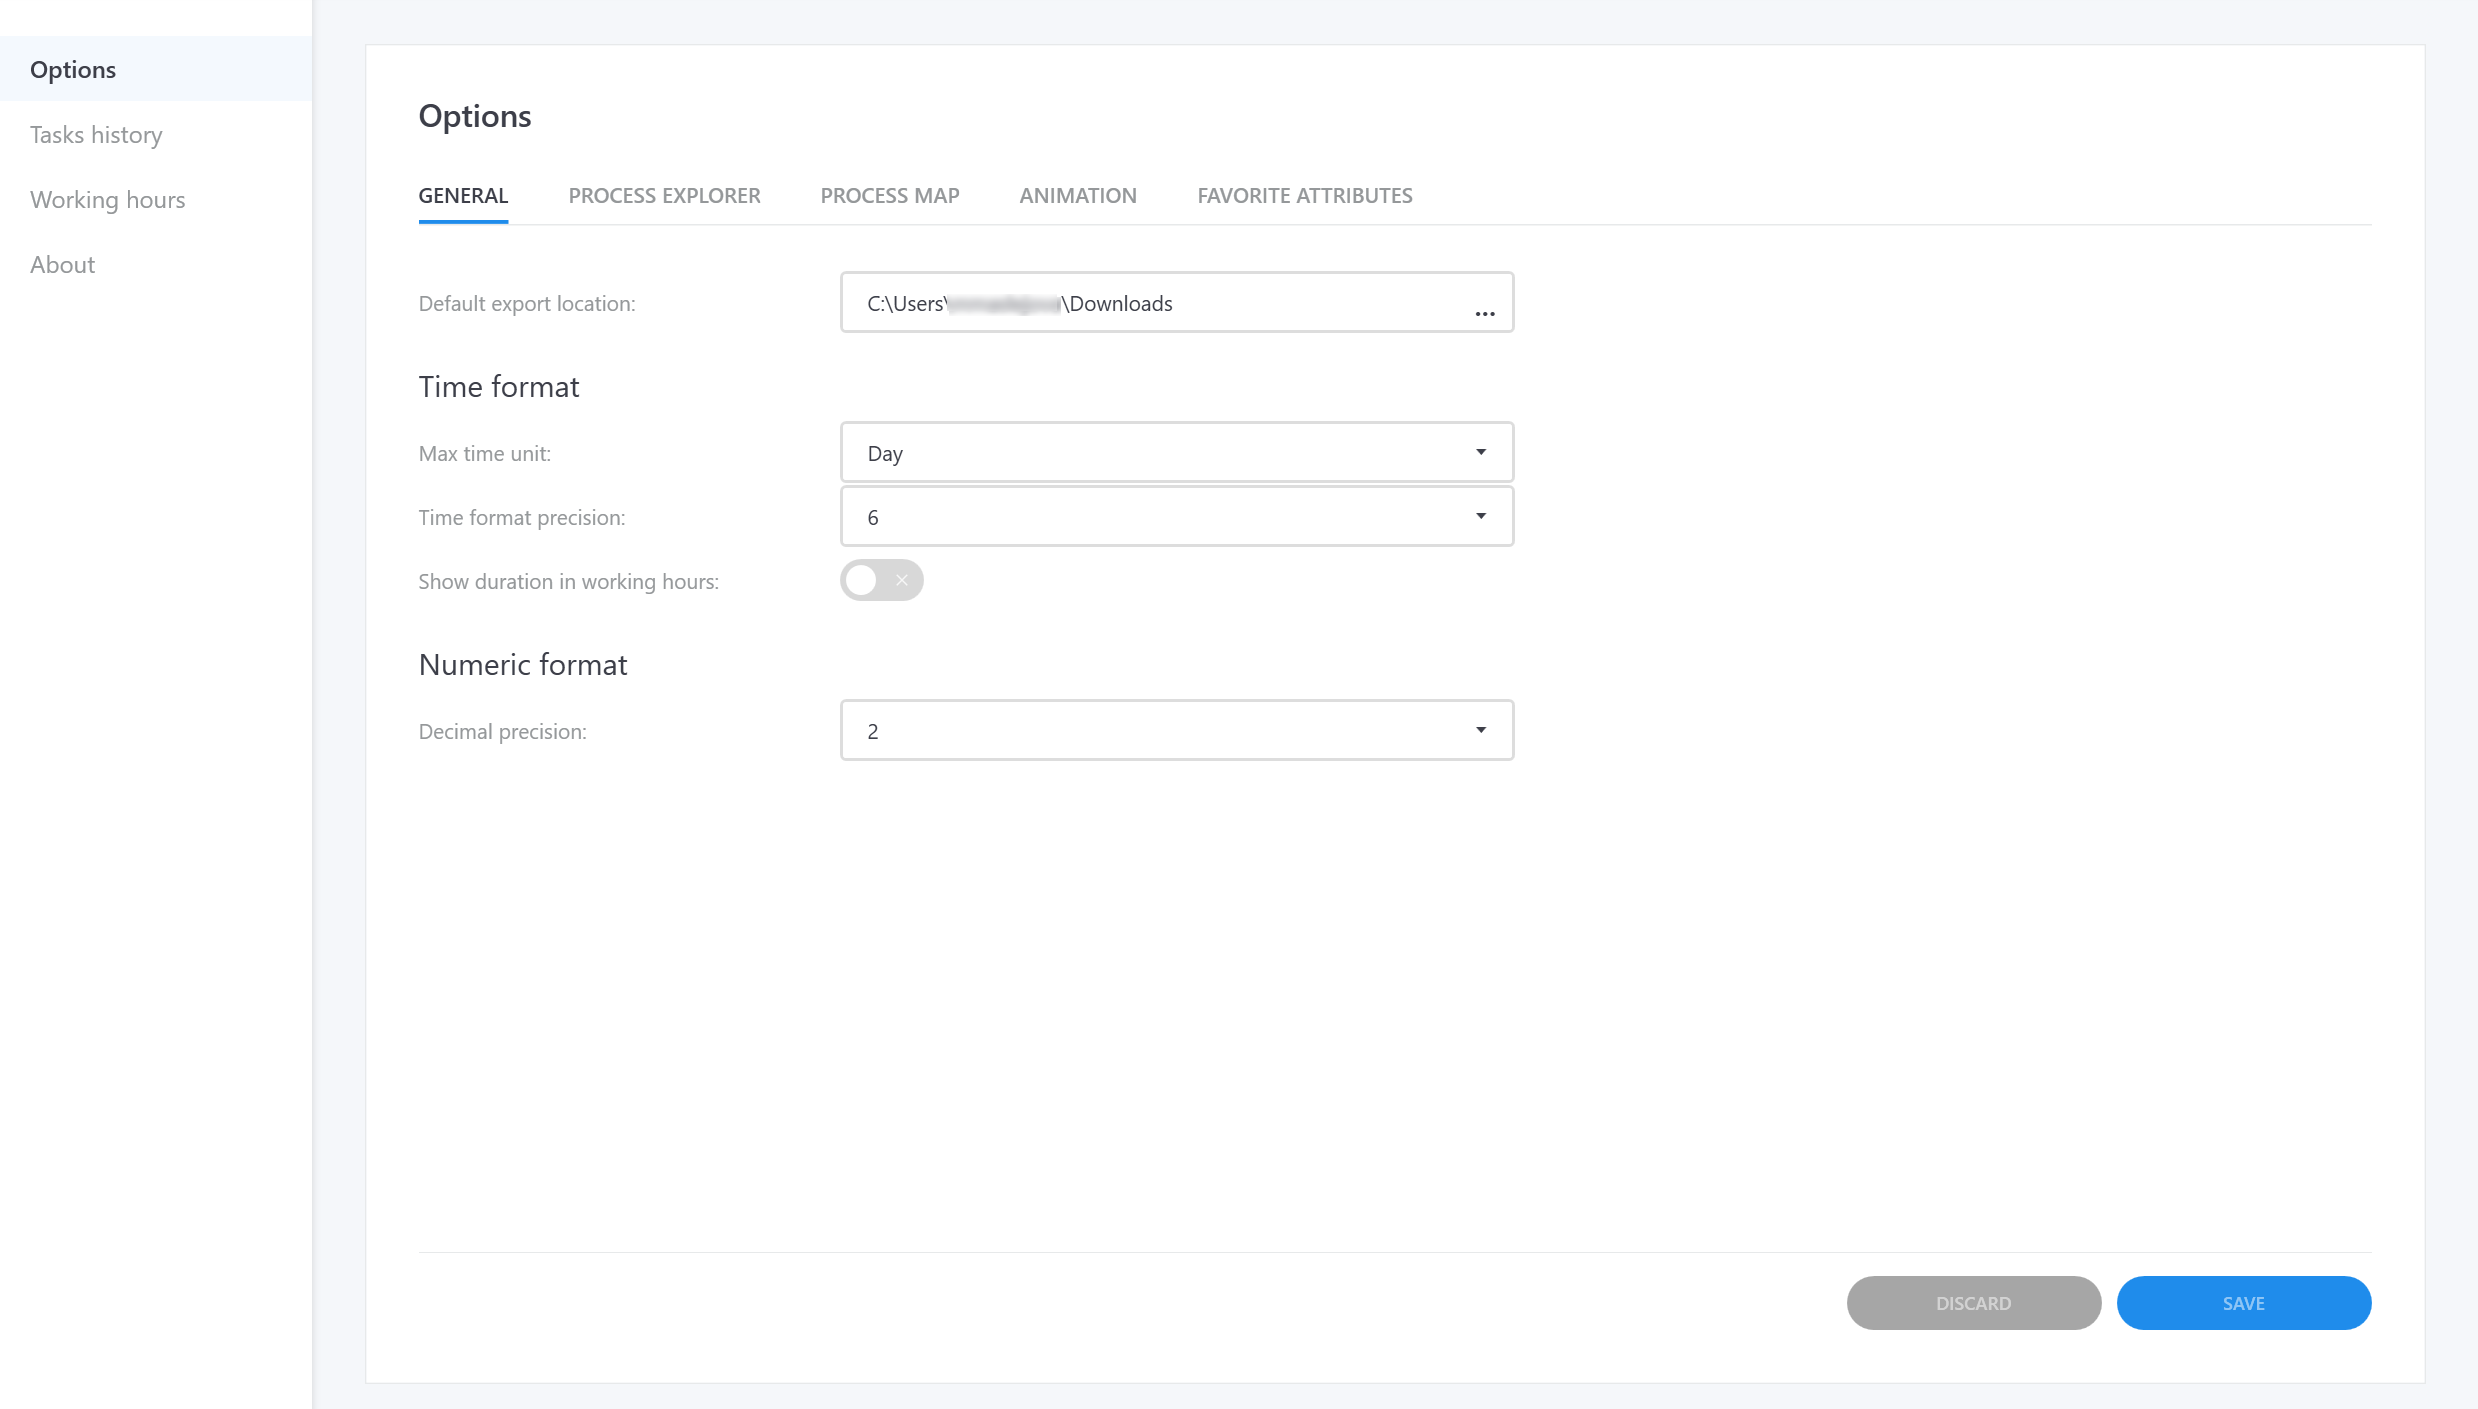 Options
Tasks history
Working hours
About
Options
GENERAL PROCESS EXPLORER PROCESS MAP ANIMATION FAVORITE ATTRIBUTES
Default export location: C:\Users\ \Downloads ...
Time format
Max time unit: Day
Time format precision: 6
Show duration in working hours:
Numeric format
Decimal precision: 2
DISCARD SAVE